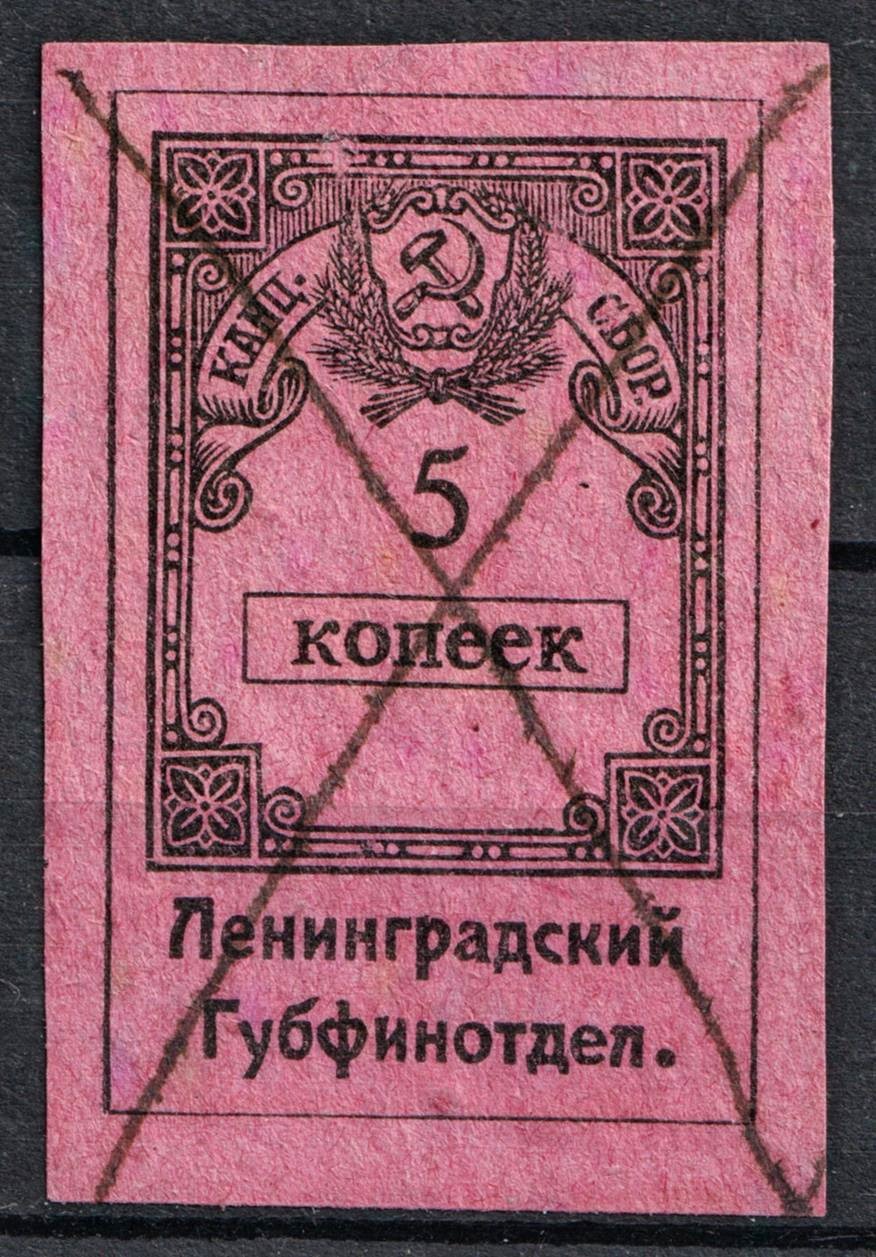 КАНЦ. СБОР.
5
копеек
Ленинградский
Губфинотдел.